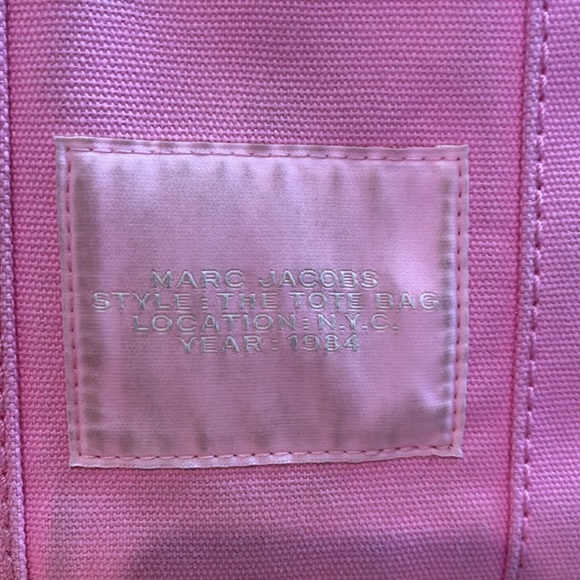 MARC JACOBS
STYLE: THE TOTE BAG
LOCATION: N.Y.C.
YEAR: 1984